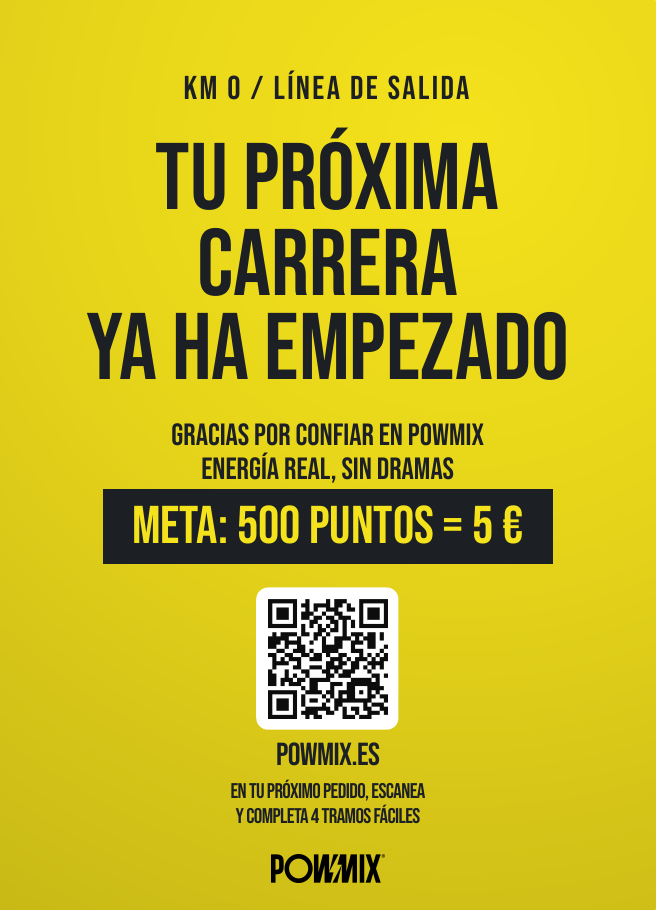 KM 0 / LÍNEA DE SALIDA
TU PRÓXIMA
CARRERA
YA HA EMPEZADO
GRACIAS POR CONFIAR EN POWMIX
ENERGÍA REAL, SIN DRAMAS
META: 500 PUNTOS = 5 €
POWMIX.ES
EN TU PRÓXIMO PEDIDO, ESCANEA
Y COMPLETA 4 TRAMOS FÁCILES
POWMIX®